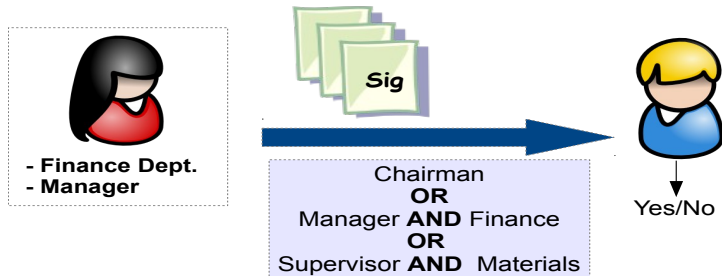 Sig
- Finance Dept.
- Manager
Chairman
OR
Manager AND Finance
OR
Supervisor AND Materials
Yes/No